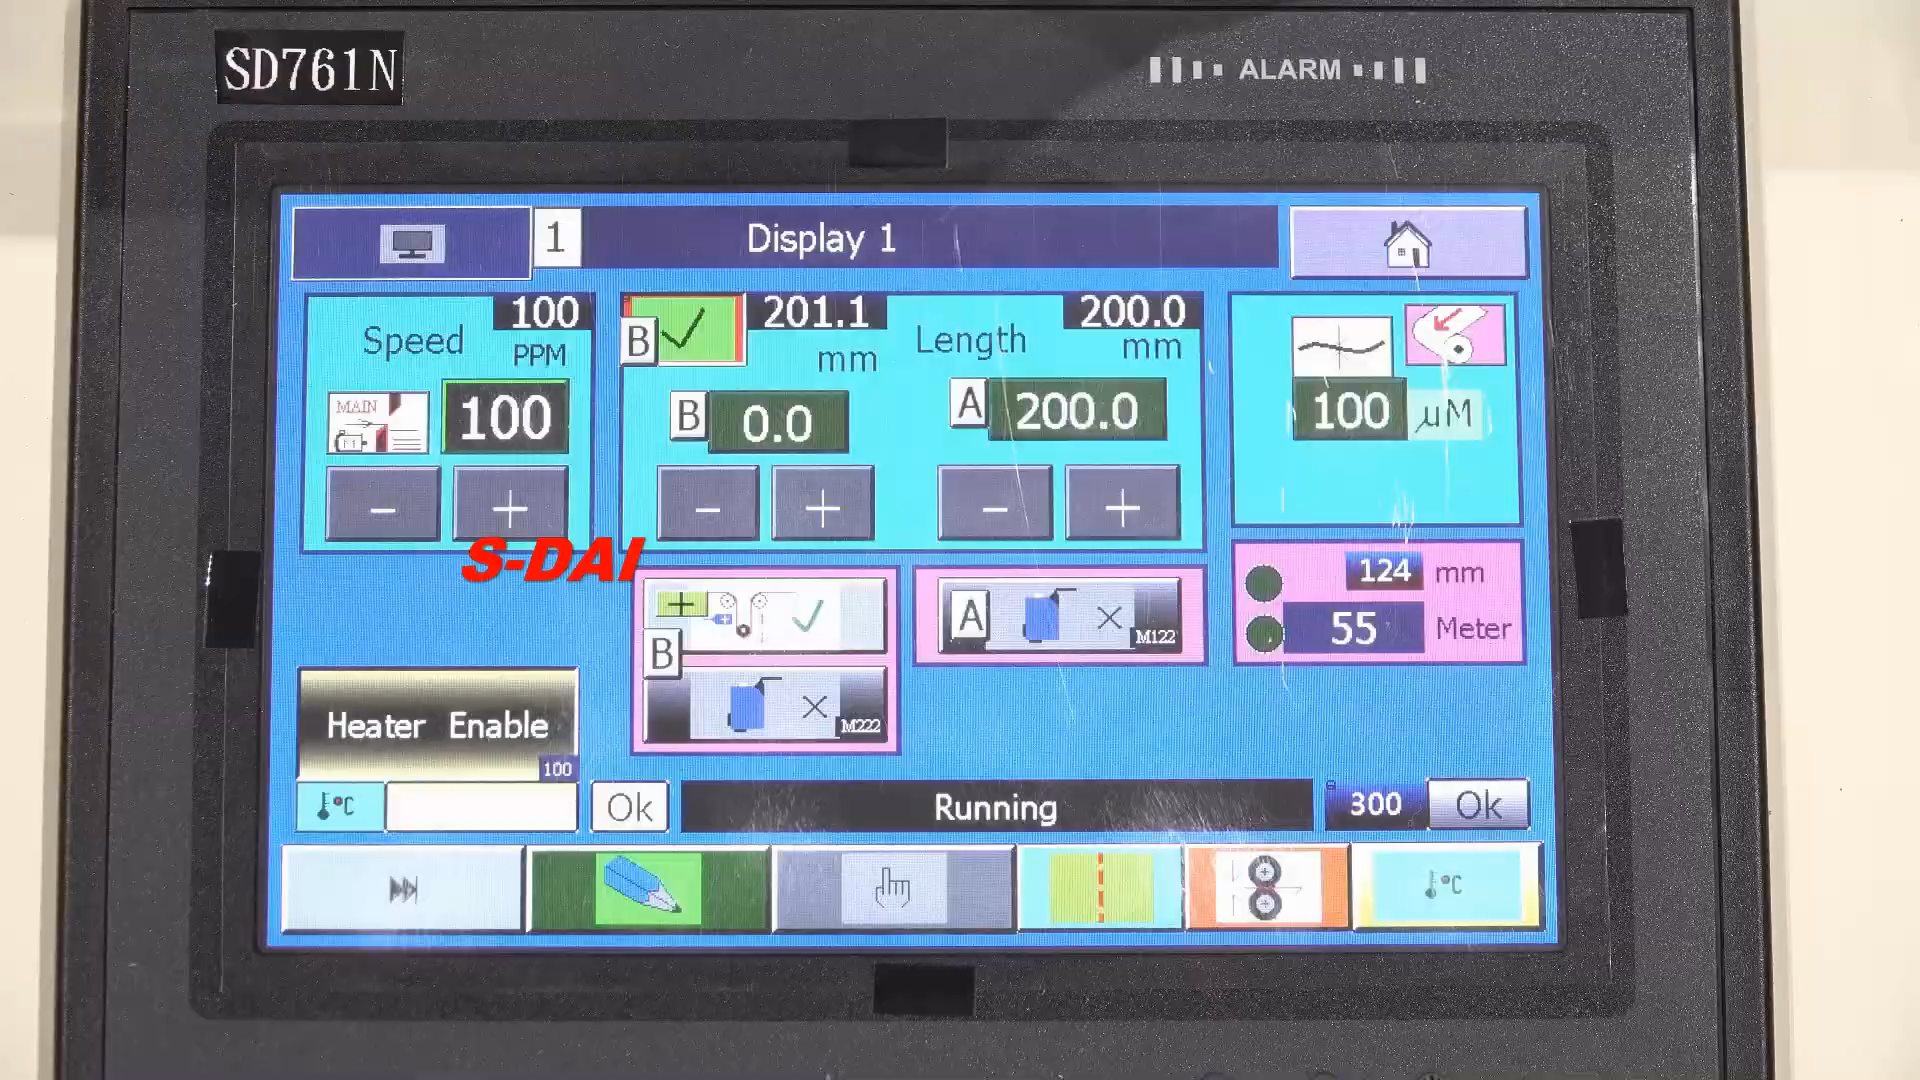 SD761N
ALARM
1
Display 1
Speed
100
PPM
MAIN
M
100
-
+
B
201.1
mm
Length
200.0
mm
B
0.0
A
200.0
-
+
-
+
100
µM
S-DAI
B
M222
A
M122
124 mm
55 Meter
Heater Enable
100
°C
Ok
Running
300
Ok
°C